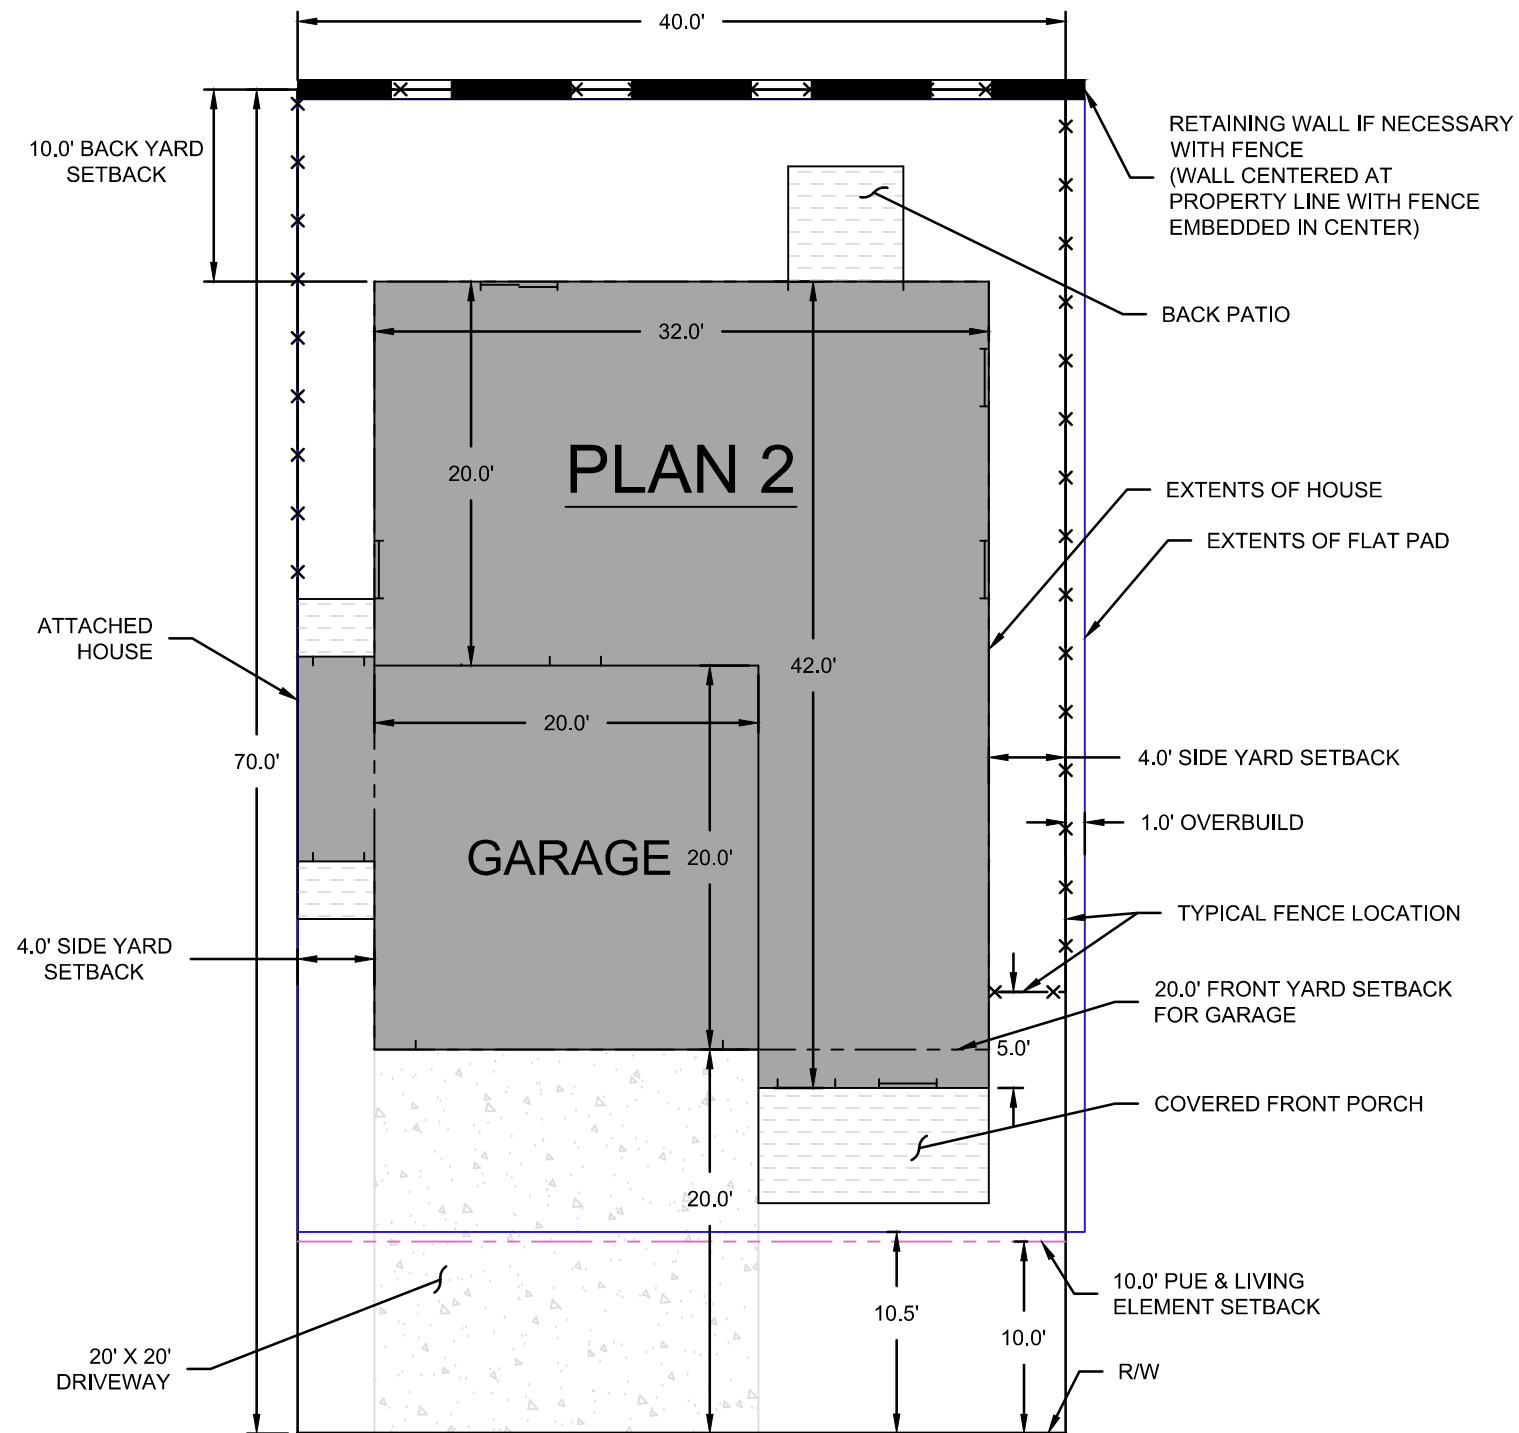 40.0'
10.0' BACK YARD
SETBACK
RETAINING WALL IF NECESSARY
WITH FENCE
(WALL CENTERED AT
PROPERTY LINE WITH FENCE
EMBEDDED IN CENTER)
BACK PATIO
32.0'
20.0'
PLAN 2
EXTENTS OF HOUSE
EXTENTS OF FLAT PAD
ATTACHED
HOUSE
42.0'
20.0'
70.0'
4.0' SIDE YARD SETBACK
1.0' OVERBUILD
GARAGE
20.0'
TYPICAL FENCE LOCATION
4.0' SIDE YARD
SETBACK
20.0' FRONT YARD SETBACK
FOR GARAGE
5.0'
COVERED FRONT PORCH
20.0'
10.0' PUE & LIVING
ELEMENT SETBACK
10.5'
10.0'
20' X 20'
DRIVEWAY
R/W